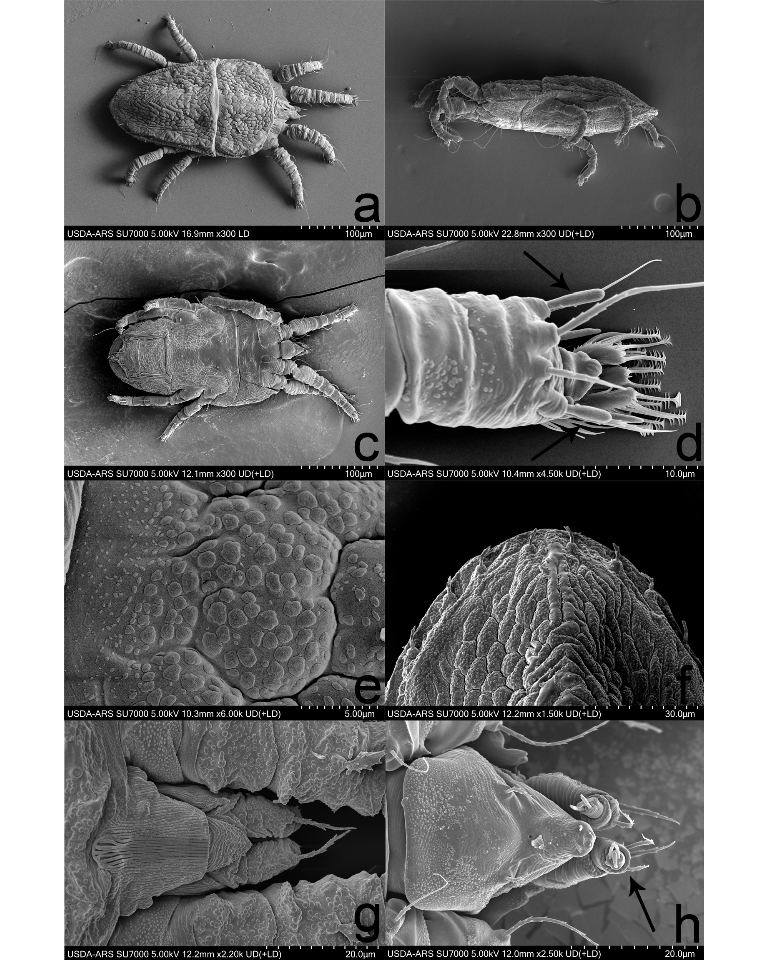 a
b
USDA-ARS SU7000 5.00kV 16.9mm x300 LD 100µm
USDA-ARS SU7000 5.00kV 22.8mm x300 UD(+LD) 100µm
c
d
USDA-ARS SU7000 5.00kV 12.1mm x300 UD(+LD) 100µm
USDA-ARS SU7000 5.00kV 10.4mm x4.50k UD(+LD) 10.0µm
e
f
USDA-ARS SU7000 5.00kV 10.3mm x6.00k UD(+LD) 5.00µm
USDA-ARS SU7000 5.00kV 12.2mm x1.50k UD(+LD) 30.0µm
g
h
USDA-ARS SU7000 5.00kV 12.2mm x2.20k UD(+LD) 20.0µm
USDA-ARS SU7000 5.00kV 12.0mm x2.50k UD(+LD) 20.0µm